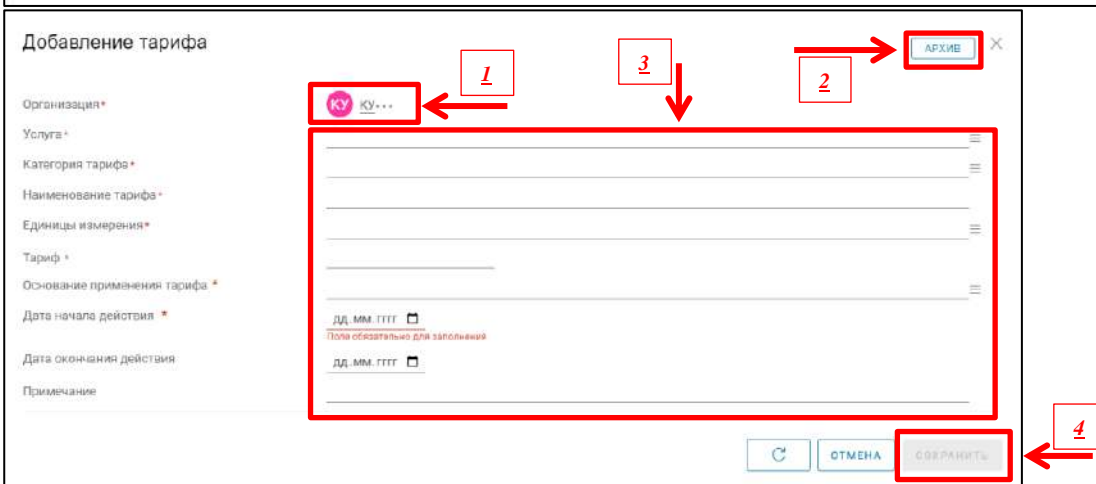 Добавление тарифа
АРХИВ
1
3
2
Организация*
КУ КУ...
Услуга*
Категория тарифа*
Наименование тарифа*
Единицы измерения*
Тариф *
Основание применения тарифа *
Дата начала действия *
дд.мм.гггг
Поле обязательно для заполнения
Дата окончания действия
дд.мм.гггг
Примечание
4
ОТМЕНА
СОХРАНИТЬ